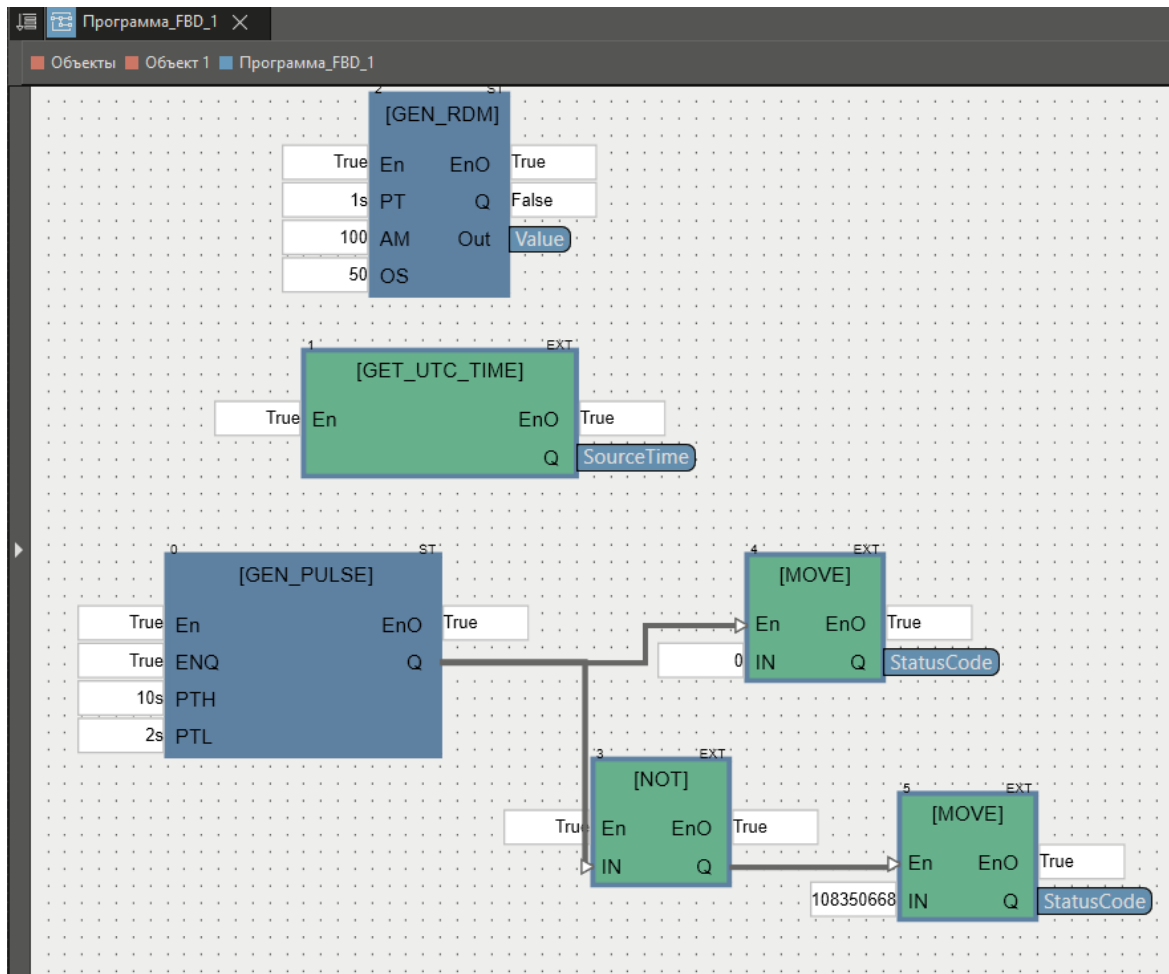 Программа_FBD_1
Объекты Объект 1 Программа_FBD_1
2 ST
[GEN_RDM]
True En EnO True
1s PT Q False
100 AM Out Value
50 OS
1 EXT
[GET_UTC_TIME]
True En EnO True
Q SourceTime
0 ST
[GEN_PULSE]
True En EnO True
True ENQ Q
10s PTH
2s PTL
4 EXT
[MOVE]
En EnO True
0 IN Q StatusCode
3 EXT
[NOT]
True En EnO True
IN Q
5 EXT
[MOVE]
En EnO True
108350668 IN Q StatusCode